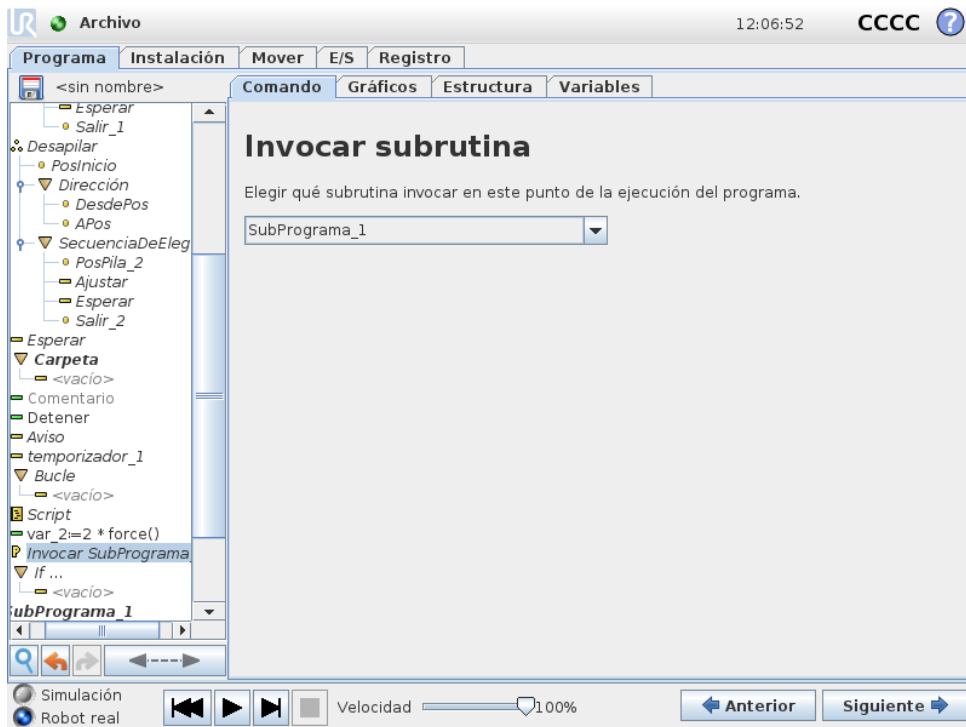 UR Archivo 12:06:52 CCCC ?
Programa Instalación Mover E/S Registro
<sin nombre> Comando Gráficos Estructura Variables
Esperar
Salir_1
Desapilar
PosInicio
Dirección
DesdePos
APos
SecuenciaDeEleg
PosPila_2
Ajustar
Esperar
Salir_2
Esperar
Carpeta
<vacío>
Comentario
Detener
Aviso
temporizador_1
Bucle
<vacío>
Script
var_2:=2 * force()
Invocar SubPrograma
If ...
<vacío>
ubPrograma_1
Invocar subrutina
Elegir qué subrutina invocar en este punto de la ejecución del programa.
SubPrograma_1
Simulación
Robot real
Velocidad 100%
Anterior Siguiente